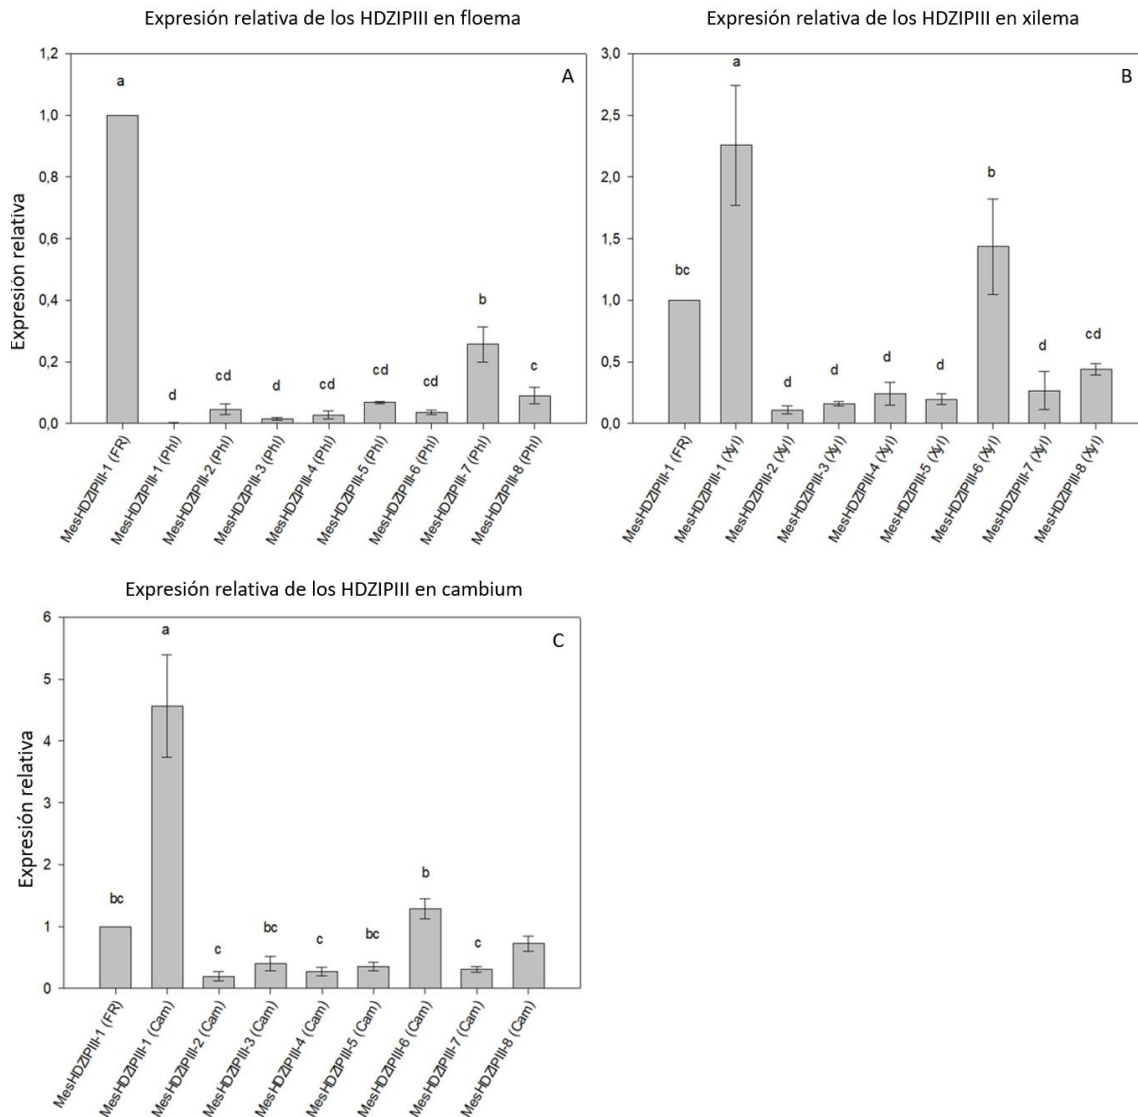 Expresión relativa de los HDZIPIII en floema
A
Expresión relativa
1,2
1,0
0,8
0,6
0,4
0,2
0,0
a
d
cd
d
cd
cd
cd
b
c
MesHDZIPIII-1 (FR)
MesHDZIPIII-1 (Phl)
MesHDZIPIII-2 (Phl)
MesHDZIPIII-3 (Phl)
MesHDZIPIII-4 (Phl)
MesHDZIPIII-5 (Phl)
MesHDZIPIII-6 (Phl)
MesHDZIPIII-7 (Phl)
MesHDZIPIII-8 (Phl)
Expresión relativa de los HDZIPIII en xilema
B
3,0
2,5
2,0
1,5
1,0
0,5
0,0
bc
a
d
d
d
d
b
d
cd
MesHDZIPIII-1 (FR)
MesHDZIPIII-1 (Xyl)
MesHDZIPIII-2 (Xyl)
MesHDZIPIII-3 (Xyl)
MesHDZIPIII-4 (Xyl)
MesHDZIPIII-5 (Xyl)
MesHDZIPIII-6 (Xyl)
MesHDZIPIII-7 (Xyl)
MesHDZIPIII-8 (Xyl)
Expresión relativa de los HDZIPIII en cambium
C
Expresión relativa
6
5
4
3
2
1
0
bc
a
c
bc
c
bc
b
c
MesHDZIPIII-1 (FR)
MesHDZIPIII-1 (Cam)
MesHDZIPIII-2 (Cam)
MesHDZIPIII-3 (Cam)
MesHDZIPIII-4 (Cam)
MesHDZIPIII-5 (Cam)
MesHDZIPIII-6 (Cam)
MesHDZIPIII-7 (Cam)
MesHDZIPIII-8 (Cam)